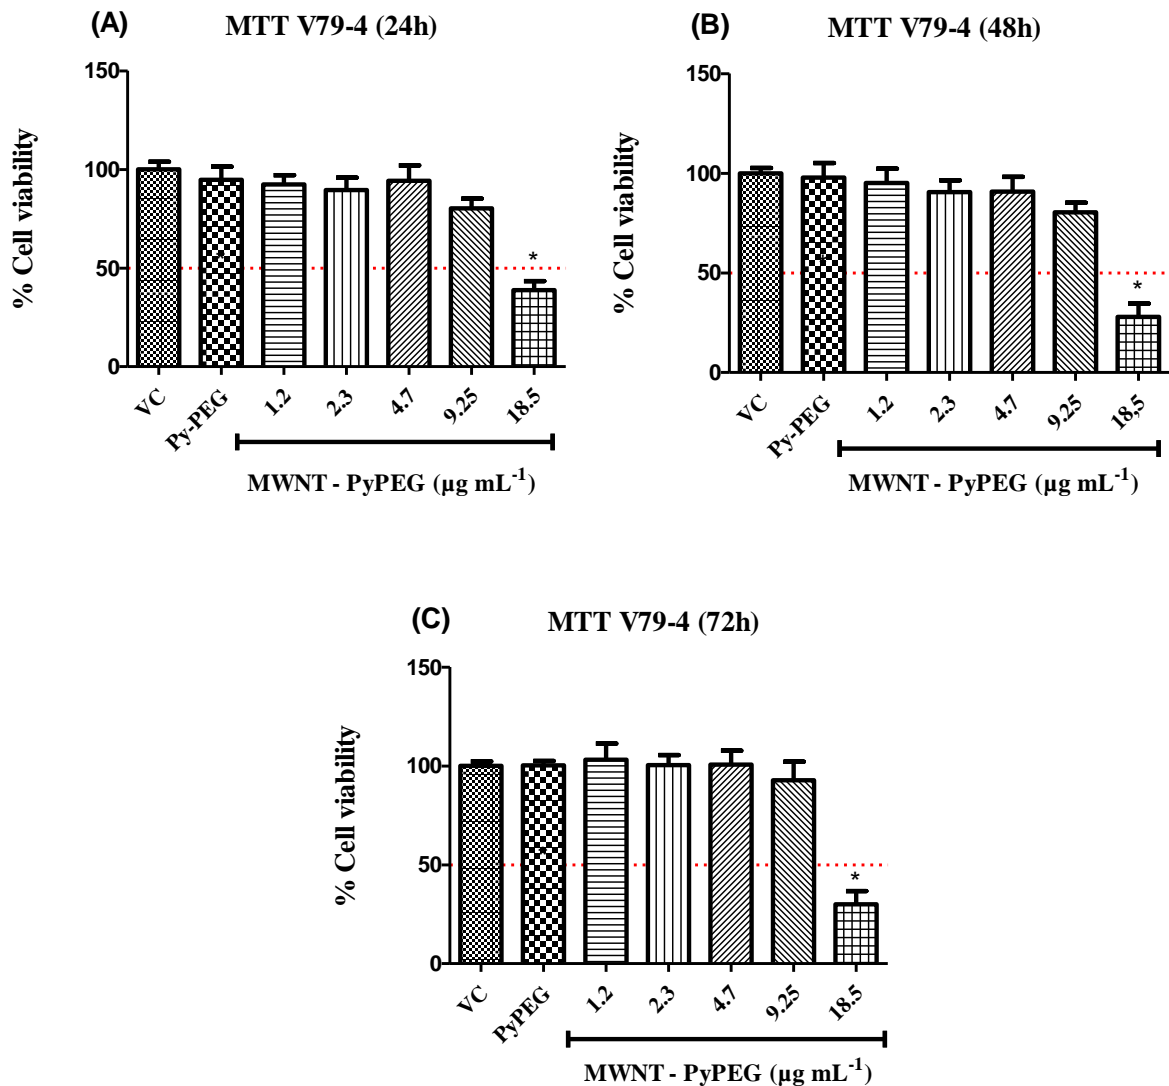 (A)
MTT V79-4 (24h)
% Cell viability
150
100
50
0
*
VC
Py-PEG
1.2
2.3
4.7
9.25
18.5
MWNT - PyPEG (µg mL⁻¹)
(B)
MTT V79-4 (48h)
% Cell viability
150
100
50
0
*
VC
Py-PEG
1.2
2.3
4.7
9.25
18,5
MWNT - PyPEG (µg mL⁻¹)
(C)
MTT V79-4 (72h)
% Cell viability
150
100
50
0
*
VC
PyPEG
1.2
2.3
4.7
9.25
18.5
MWNT - PyPEG (µg mL⁻¹)